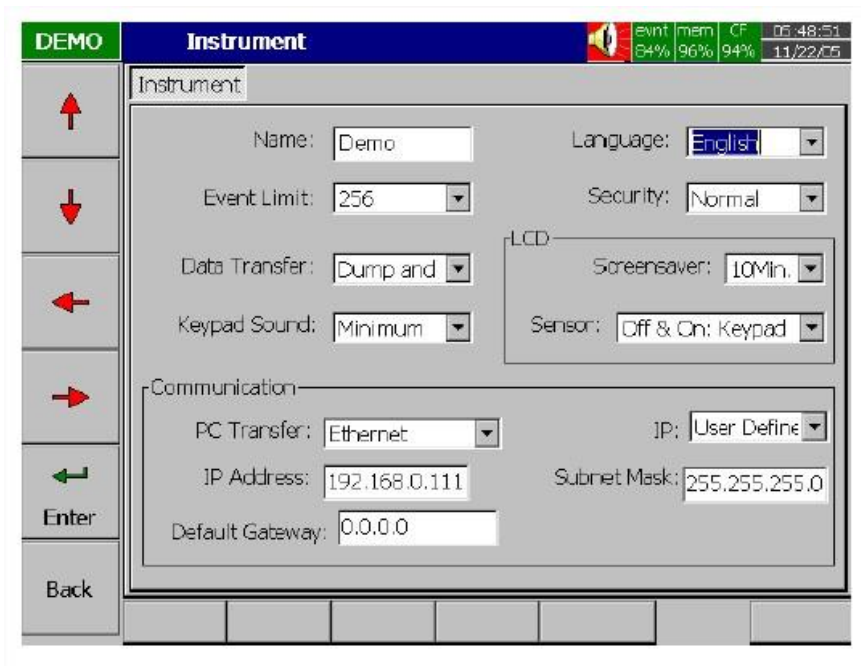 DEMO Instrument evnt mem CF 05:48:51
84% 96% 94% 11/22/05
Instrument
Name: Demo Language: English
Event Limit: 256 Security: Normal
LCD
Data Transfer: Dump and Screensaver: 10Min.
Keypad Sound: Minimum Sensor: Off & On: Keypad
Communication
PC Transfer: Ethernet IP: User Define
IP Address: 192.168.0.111 Subnet Mask: 255.255.255.0
Default Gateway: 0.0.0.0
Enter
Back